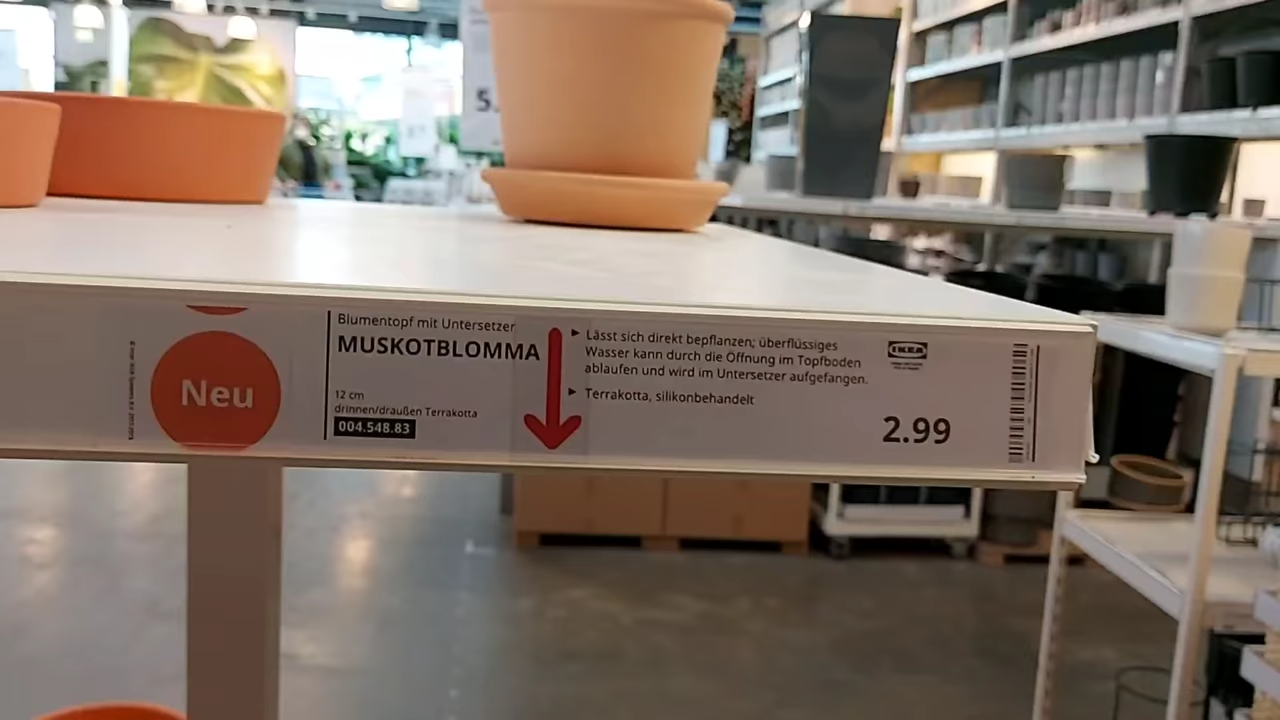 5.
Neu
Blumentopf mit Untersetzer
MUSKOTBLOMMA
12 cm
drinnen/draußen Terrakotta
004.548.83
▶ Lässt sich direkt bepflanzen; überflüssiges
Wasser kann durch die Öffnung im Topfboden
ablaufen und wird im Untersetzer aufgefangen.
▶ Terrakotta, silikonbehandelt
IKEA
2.99